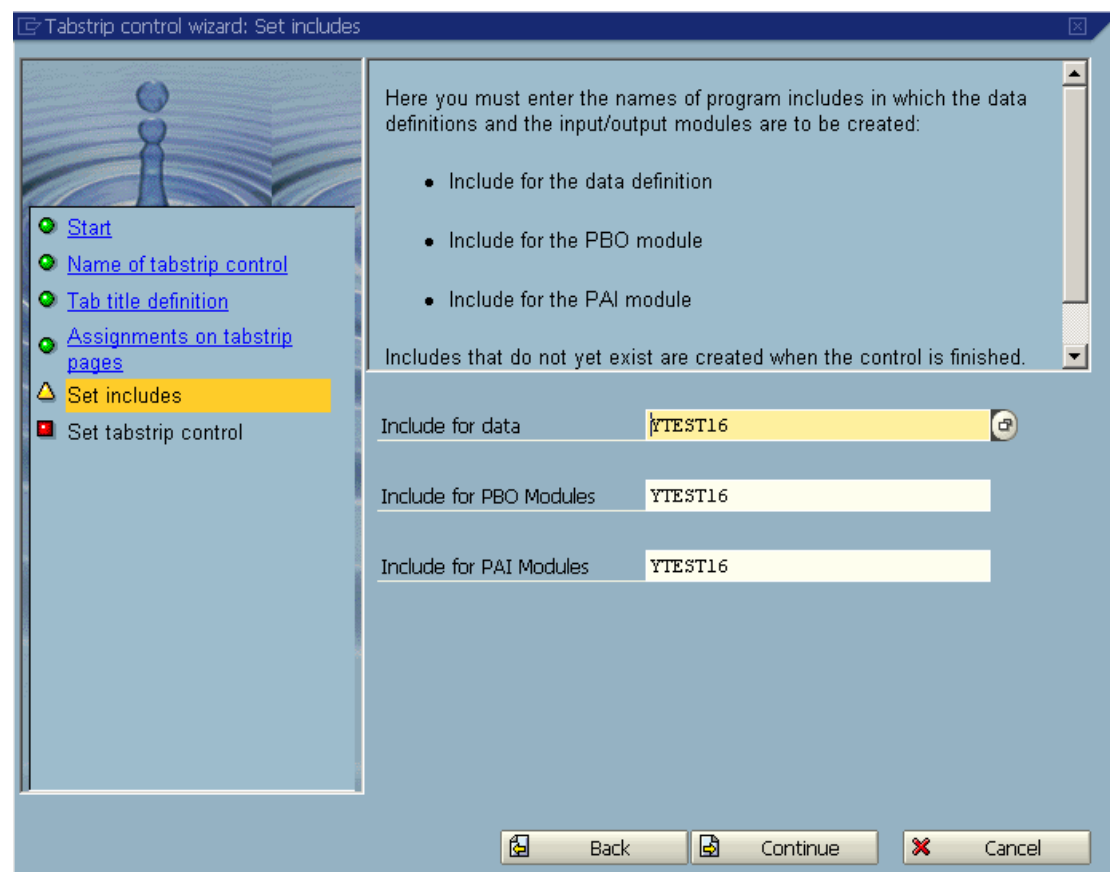 Tabstrip control wizard: Set includes
Here you must enter the names of program includes in which the data
definitions and the input/output modules are to be created:
• Include for the data definition
• Include for the PBO module
• Include for the PAI module
Includes that do not yet exist are created when the control is finished.
Start
Name of tabstrip control
Tab title definition
Assignments on tabstrip
pages
Set includes
Set tabstrip control
Include for data YTEST16
Include for PBO Modules YTEST16
Include for PAI Modules YTEST16
Back Continue Cancel